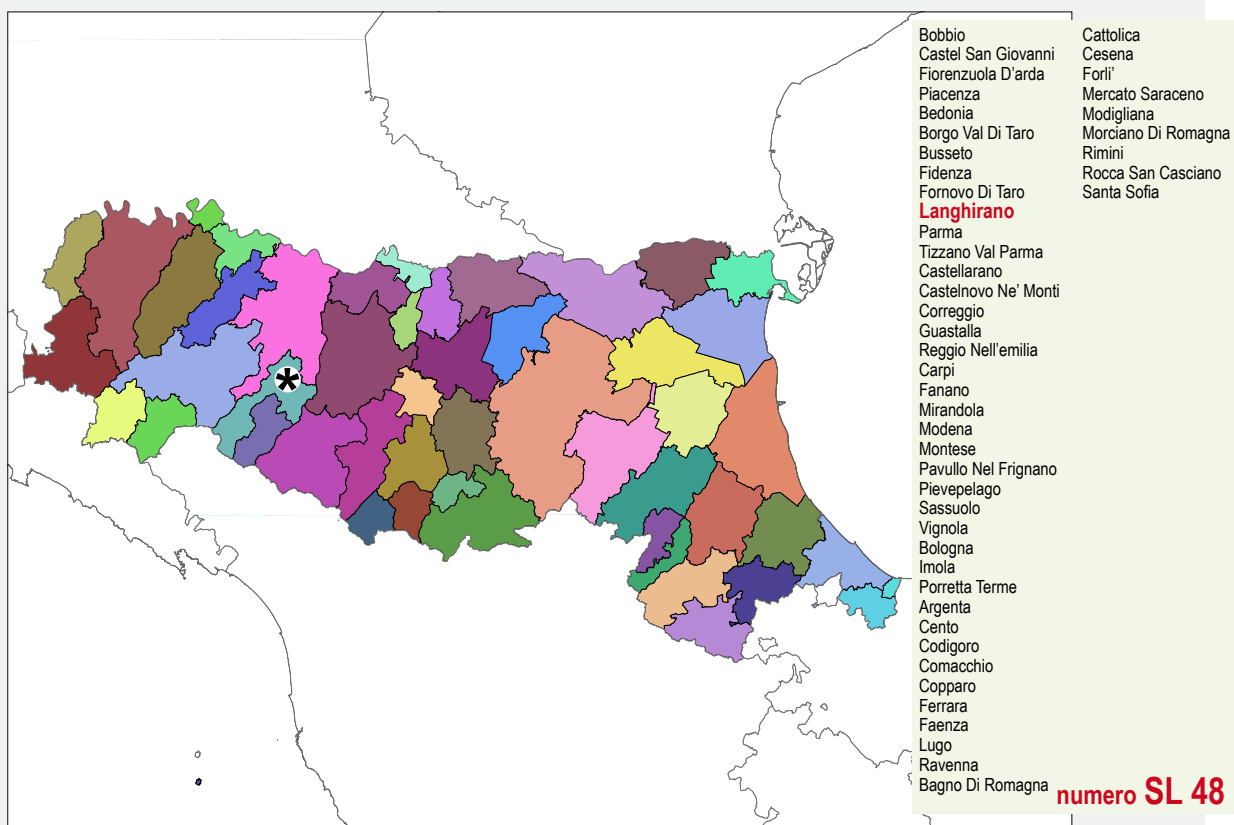 *
Bobbio
Castel San Giovanni
Fiorenzuola D'arda
Piacenza
Bedonia
Borgo Val Di Taro
Busseto
Fidenza
Fornovo Di Taro
Langhirano
Parma
Tizzano Val Parma
Castellarano
Castelnovo Ne' Monti
Correggio
Guastalla
Reggio Nell'emilia
Carpi
Fanano
Mirandola
Modena
Montese
Pavullo Nel Frignano
Pievepelago
Sassuolo
Vignola
Bologna
Imola
Porretta Terme
Argenta
Cento
Codigoro
Comacchio
Copparo
Ferrara
Faenza
Lugo
Ravenna
Bagno Di Romagna
Cattolica
Cesena
Forli'
Mercato Saraceno
Modigliana
Morciano Di Romagna
Rimini
Rocca San Casciano
Santa Sofia
numero SL 48